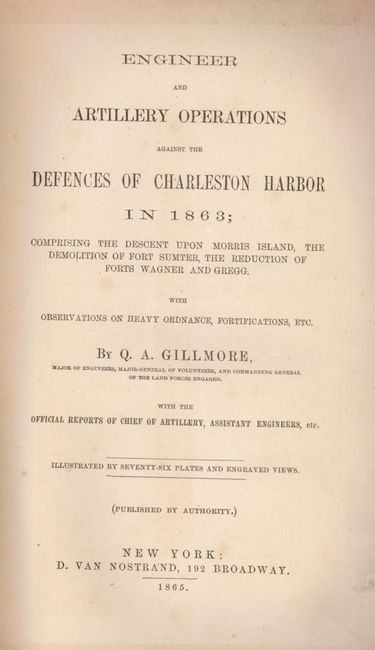 ENGINEER
AND
ARTILLERY OPERATIONS
AGAINST THE
DEFENCES OF CHARLESTON HARBOR
IN 1863;
COMPRISING THE DESCENT UPON MORRIS ISLAND, THE
DEMOLITION OF FORT SUMTER, THE REDUCTION OF
FORTS WAGNER AND GREGG.
WITH
OBSERVATIONS ON HEAVY ORDNANCE, FORTIFICATIONS, ETC.
By Q. A. GILLMORE,
MAJOR OF ENGINEERS, MAJOR-GENERAL OF VOLUNTEERS, AND COMMANDING GENERAL
OF THE LAND FORCES ENGAGED.
WITH THE
OFFICIAL REPORTS OF CHIEF OF ARTILLERY, ASSISTANT ENGINEERS, etc,
ILLUSTRATED BY SEVENTY-SIX PLATES AND ENGRAVED VIEWS.
(PUBLISHED BY AUTHORITY.)
NEW YORK:
D. VAN NOSTRAND, 192 BROADWAY.
1865.